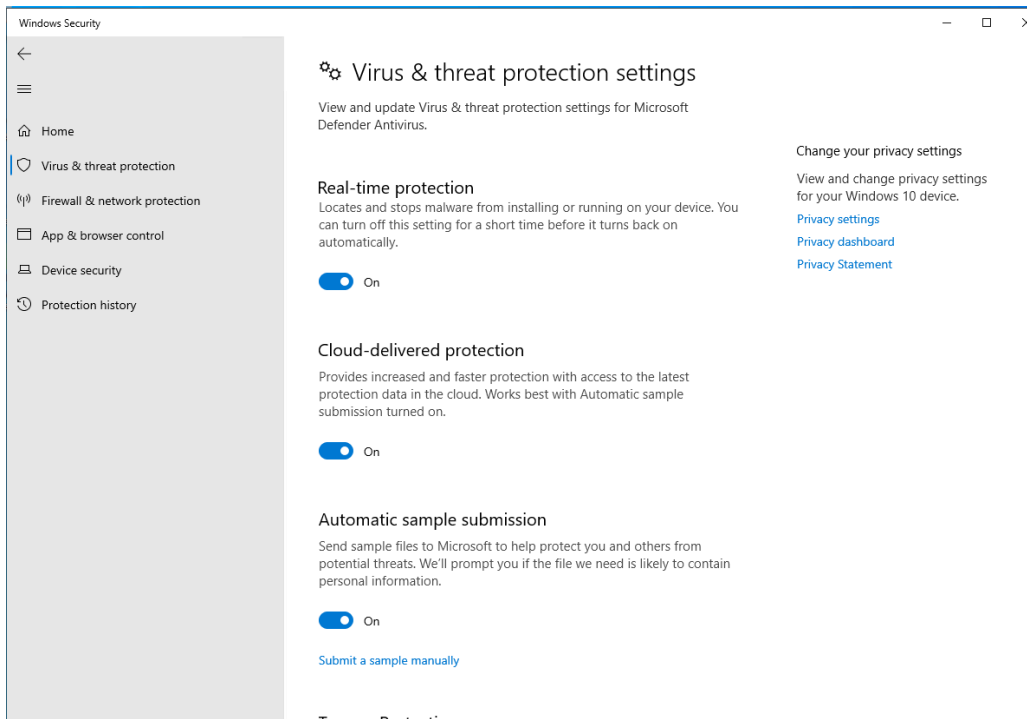 Windows Security
Home
Virus & threat protection
Firewall & network protection
App & browser control
Device security
Protection history
Virus & threat protection settings
View and update Virus & threat protection settings for Microsoft
Defender Antivirus.
Real-time protection
Locates and stops malware from installing or running on your device. You
can turn off this setting for a short time before it turns back on
automatically.
On
Cloud-delivered protection
Provides increased and faster protection with access to the latest
protection data in the cloud. Works best with Automatic sample
submission turned on.
On
Automatic sample submission
Send sample files to Microsoft to help protect you and others from
potential threats. We'll prompt you if the file we need is likely to contain
personal information.
On
Submit a sample manually
Change your privacy settings
View and change privacy settings
for your Windows 10 device.
Privacy settings
Privacy dashboard
Privacy Statement